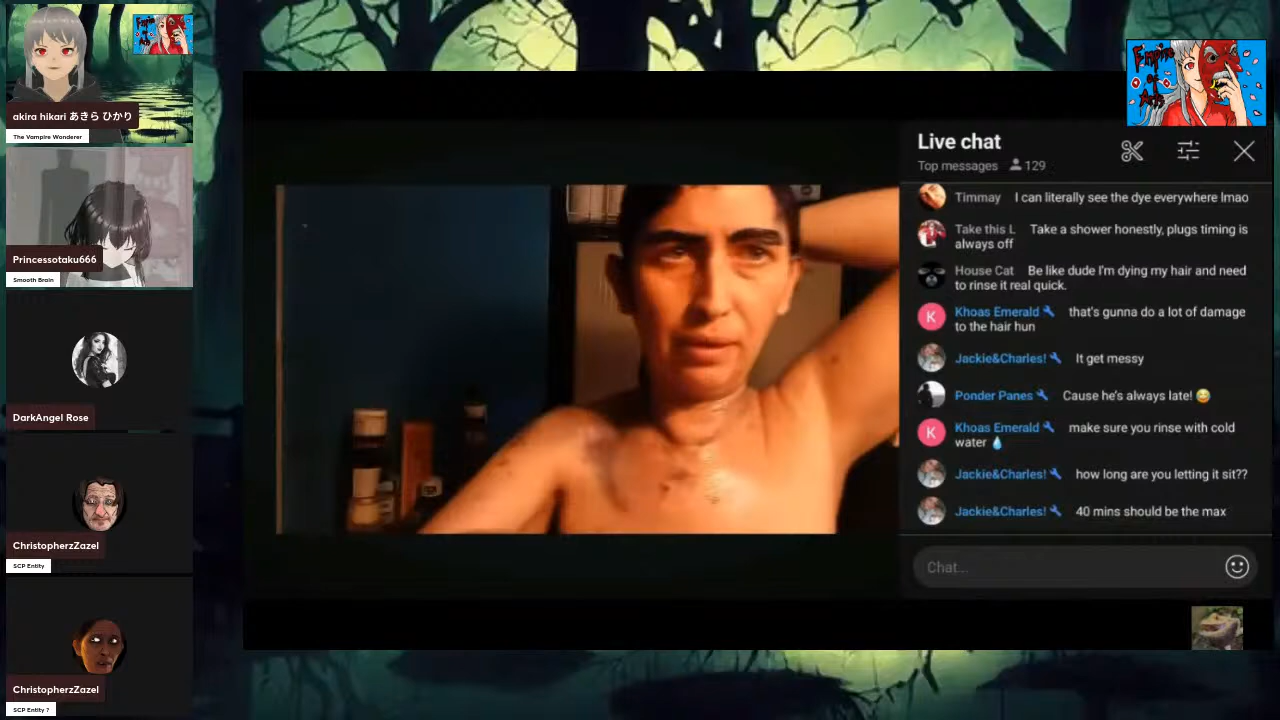 akira hikari あきら ひかり
The Vampire Wonderer
Princessotaku666
Smooth Brain
DarkAngel Rose
ChristopherzZazel
SCP Entity
ChristopherzZazel
SCP Entity ?
Empire
of
Arts
Live chat
Top messages 129
Timmay I can literally see the dye everywhere lmao
Take this L Take a shower honestly, plugs timing is
always off
House Cat Be like dude I'm dying my hair and need
to rinse it real quick.
Khoas Emerald that's gunna do a lot of damage
to the hair hun
Jackie&Charles! It get messy
Ponder Panes Cause he's always late! 😂
Khoas Emerald make sure you rinse with cold
water 💧
Jackie&Charles! how long are you letting it sit??
Jackie&Charles! 40 mins should be the max
Chat...